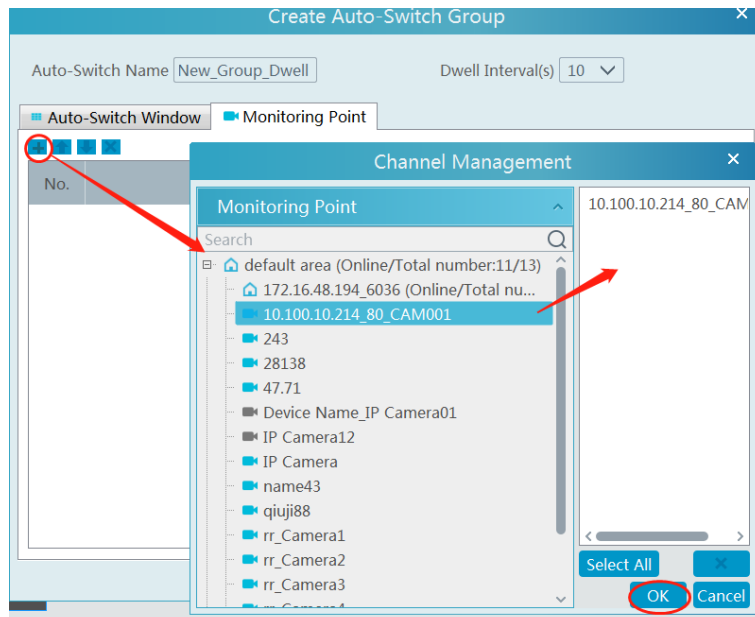 Create Auto-Switch Group
Auto-Switch Name New_Group_Dwell Dwell Interval(s) 10
Auto-Switch Window Monitoring Point
No.
Channel Management
Monitoring Point
Search
default area (Online/Total number:11/13)
172.16.48.194_6036 (Online/Total nu...
10.100.10.214_80_CAM001
243
28138
47.71
Device Name_IP Camera01
IP Camera12
IP Camera
name43
qiuji88
rr_Camera1
rr_Camera2
rr_Camera3
10.100.10.214_80_CAM
Select All
OK Cancel